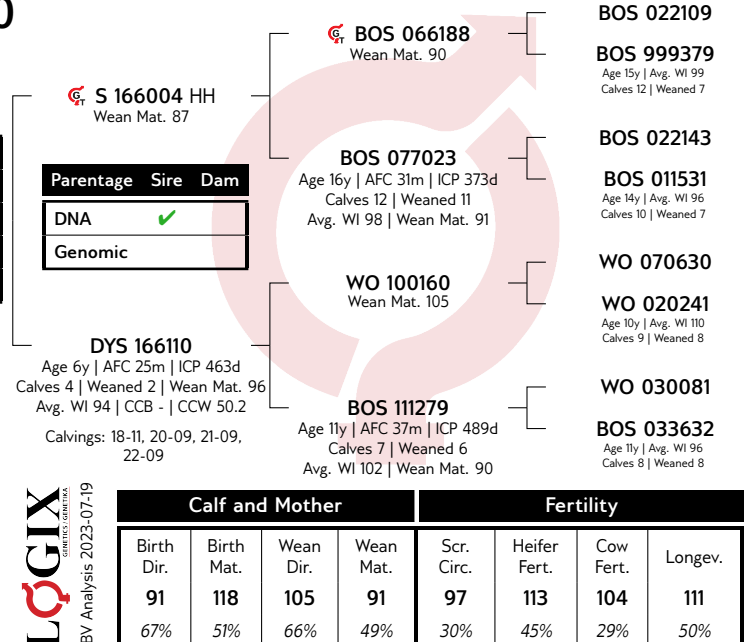 BOS 022109
BOS 066188
Wean Mat. 90
BOS 999379
Age 15y | Avg. WI 99
Calves 12 | Weaned 7
S 166004 HH
Wean Mat. 87
BOS 022143
BOS 077023
Age 16y | AFC 31m | ICP 373d
Calves 12 | Weaned 11
Avg. WI 98 | Wean Mat. 91
BOS 011531
Age 14y | Avg. WI 96
Calves 10 | Weaned 7
Parentage Sire Dam
DNA ✔
Genomic
WO 070630
WO 100160
Wean Mat. 105
WO 020241
Age 10y | Avg. WI 110
Calves 9 | Weaned 8
DYS 166110
Age 6y | AFC 25m | ICP 463d
Calves 4 | Weaned 2 | Wean Mat. 96
Avg. WI 94 | CCB - | CCW 50.2
Calvings: 18-11, 20-09, 21-09,
22-09
WO 030081
BOS 111279
Age 11y | AFC 37m | ICP 489d
Calves 7 | Weaned 6
Avg. WI 102 | Wean Mat. 90
BOS 033632
Age 11y | Avg. WI 96
Calves 8 | Weaned 8
LOGIX
GENETICS | GENETIKA
BV Analysis 2023-07-19
Calf and Mother Fertility
Birth Dir. Birth Mat. Wean Dir. Wean Mat. Scr. Circ. Heifer Fert. Cow Fert. Longev.
91 118 105 91 97 113 104 111
67% 51% 66% 49% 30% 45% 29% 50%